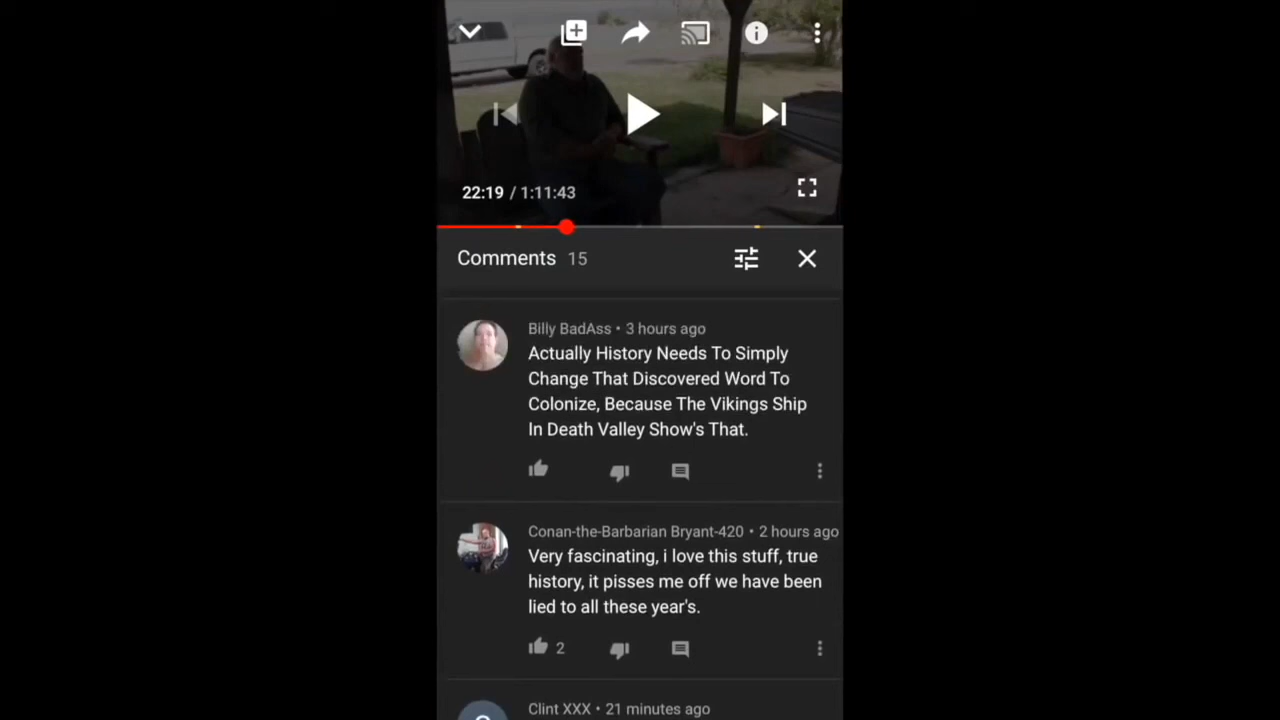 22:19 / 1:11:43
Comments 15
Billy BadAss • 3 hours ago
Actually History Needs To Simply
Change That Discovered Word To
Colonize, Because The Vikings Ship
In Death Valley Show's That.
Conan-the-Barbarian Bryant-420 • 2 hours ago
Very fascinating, i love this stuff, true
history, it pisses me off we have been
lied to all these year's.
2
Clint XXX • 21 minutes ago